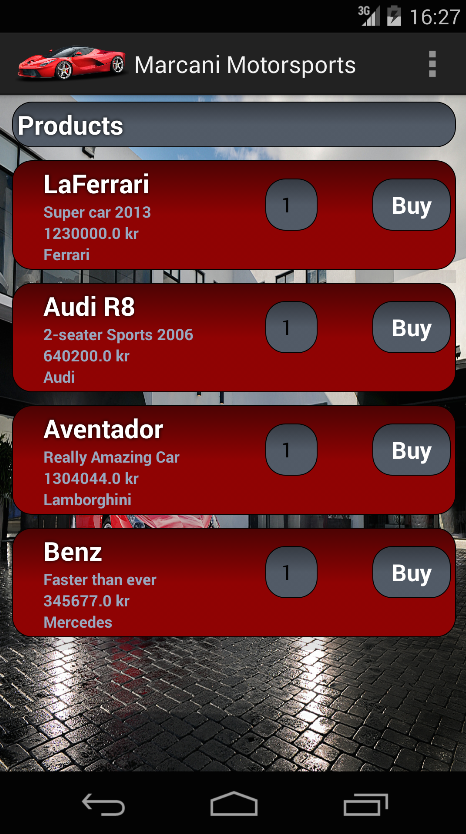 3G 16:27
Marcani Motorsports
Products
LaFerrari
Super car 2013
1230000.0 kr
Ferrari
1
Buy
Audi R8
2-seater Sports 2006
640200.0 kr
Audi
1
Buy
Aventador
Really Amazing Car
1304044.0 kr
Lamborghini
1
Buy
Benz
Faster than ever
345677.0 kr
Mercedes
1
Buy